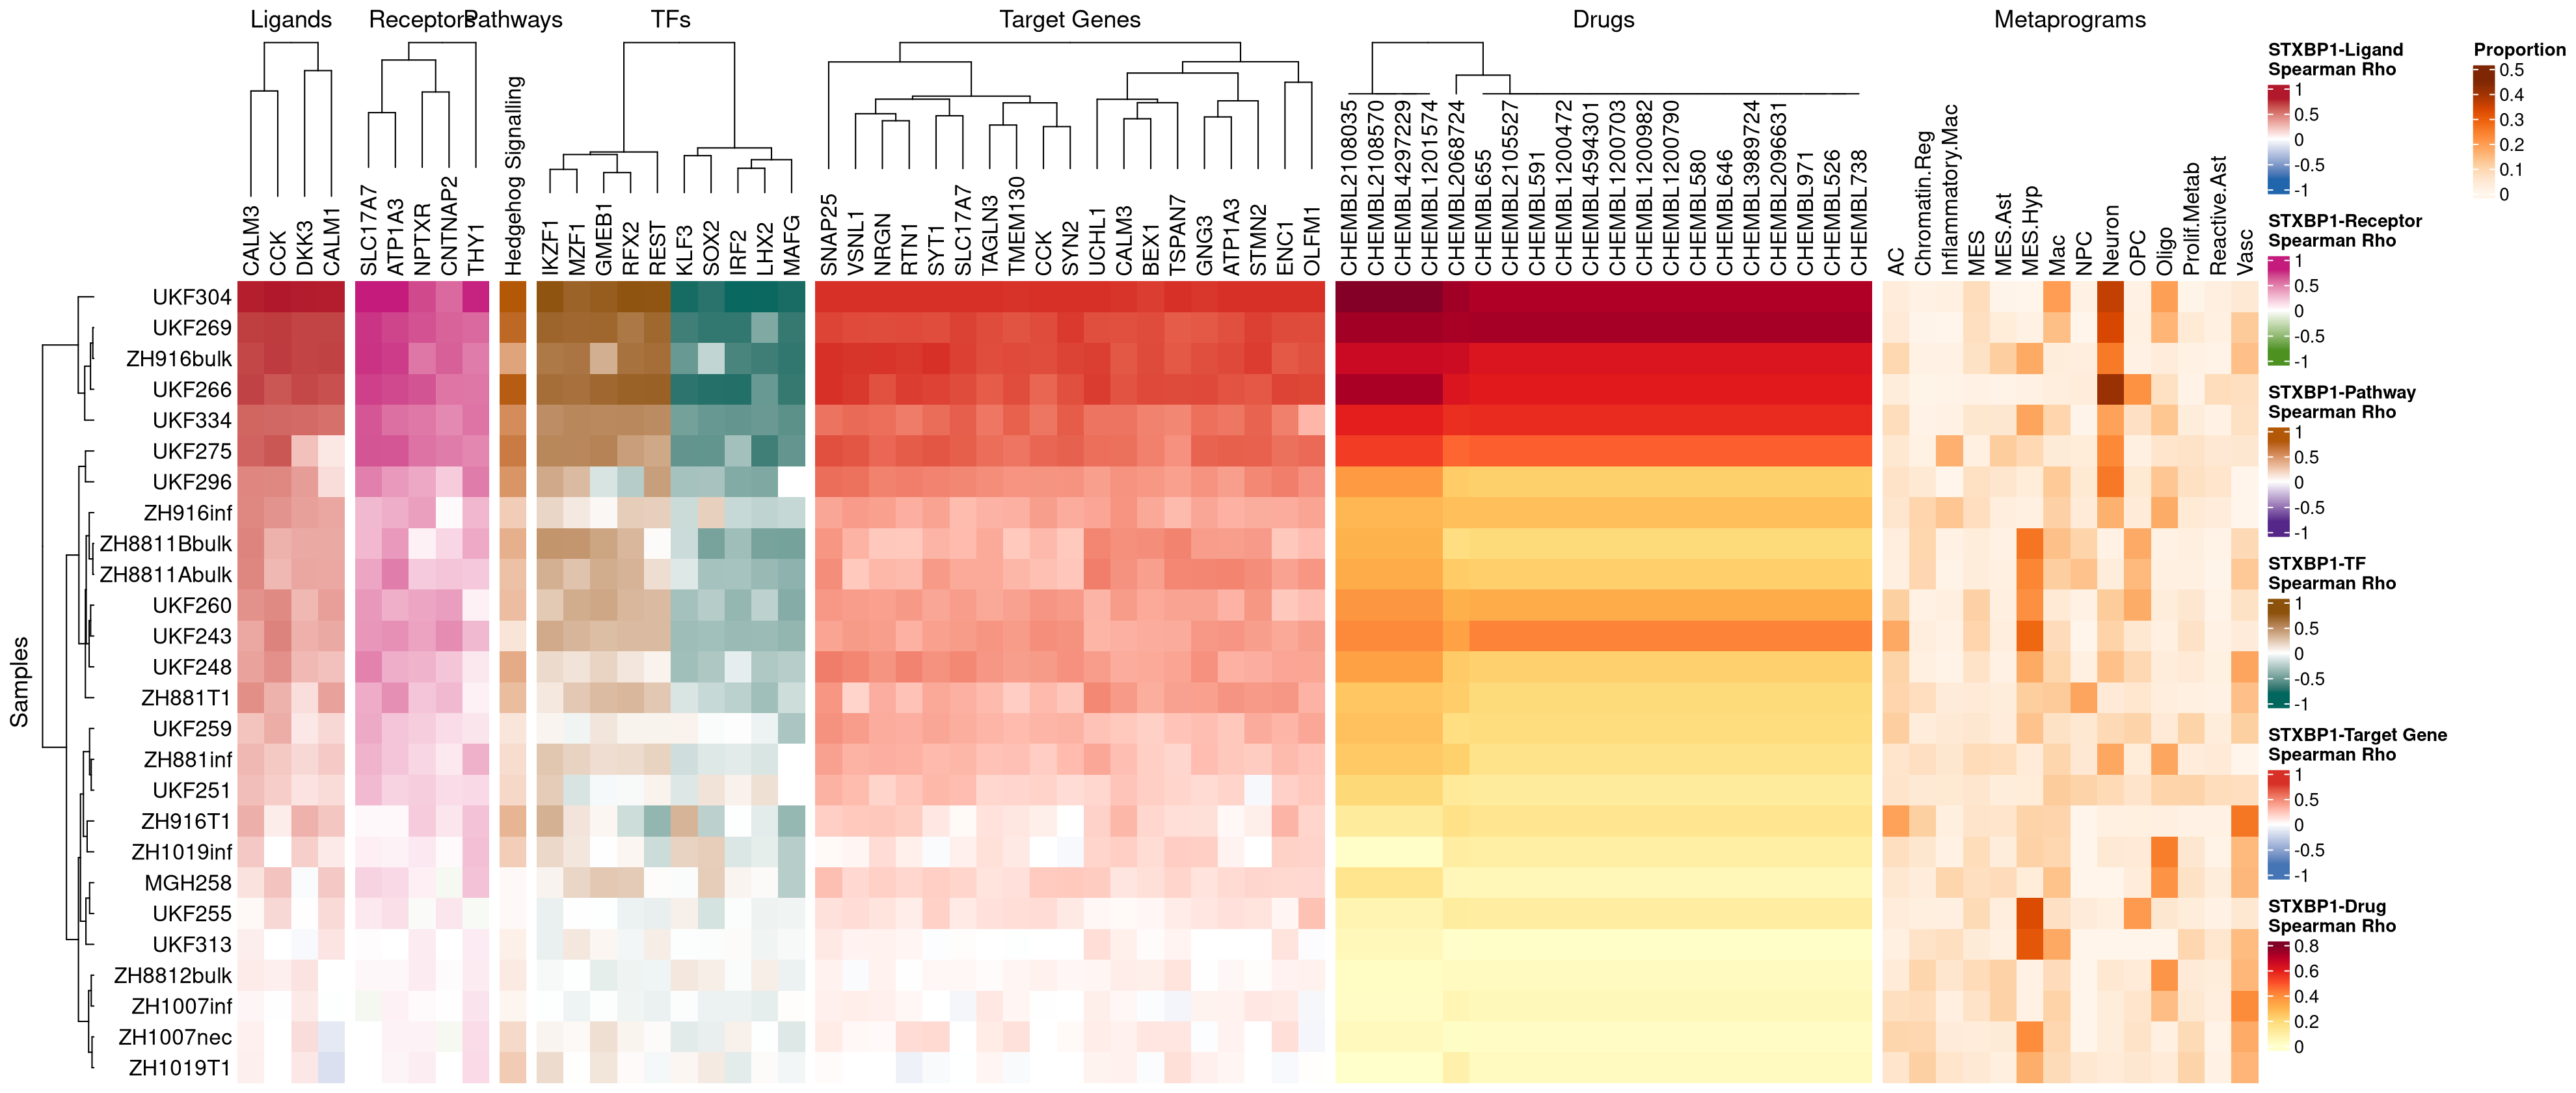 Ligands
Receptors
Pathways
TFs
Target Genes
Drugs
Metaprograms
CALM3
CCK
DKK3
CALM1
SLC17A7
ATP1A3
NPTXR
CNTNAP2
THY1
Hedgehog Signalling
IKZF1
MZF1
GMEB1
RFX2
REST
KLF3
SOX2
IRF2
LHX2
MAFG
SNAP25
VSNL1
NRGN
RTN1
SYT1
SLC17A7
TAGLN3
TMEM130
CCK
SYN2
UCHL1
CALM3
BEX1
TSPAN7
GNG3
ATP1A3
STMN2
ENC1
OLFM1
CHEMBL2108035
CHEMBL2108570
CHEMBL4297229
CHEMBL1201574
CHEMBL2068724
CHEMBL655
CHEMBL2105527
CHEMBL591
CHEMBL1200472
CHEMBL4594301
CHEMBL1200703
CHEMBL1200982
CHEMBL1200790
CHEMBL580
CHEMBL646
CHEMBL3989724
CHEMBL2096631
CHEMBL971
CHEMBL526
CHEMBL738
AC
Chromatin.Reg
Inflammatory.Mac
MES
MES.Ast
MES.Hyp
Mac
NPC
Neuron
OPC
Oligo
Prolif.Metab
Reactive.Ast
Vasc
Samples
UKF304
UKF269
ZH916bulk
UKF266
UKF334
UKF275
UKF296
ZH916inf
ZH8811Bbulk
ZH8811Abulk
UKF260
UKF243
UKF248
ZH881T1
UKF259
ZH881inf
UKF251
ZH916T1
ZH1019inf
MGH258
UKF255
UKF313
ZH8812bulk
ZH1007inf
ZH1007nec
ZH1019T1
STXBP1-Ligand
Spearman Rho
1
0.5
0
-0.5
-1
STXBP1-Receptor
Spearman Rho
1
0.5
0
-0.5
-1
STXBP1-Pathway
Spearman Rho
1
0.5
0
-0.5
-1
STXBP1-TF
Spearman Rho
1
0.5
0
-0.5
-1
STXBP1-Target Gene
Spearman Rho
1
0.5
0
-0.5
-1
STXBP1-Drug
Spearman Rho
0.8
0.6
0.4
0.2
0
Proportion
0.5
0.4
0.3
0.2
0.1
0